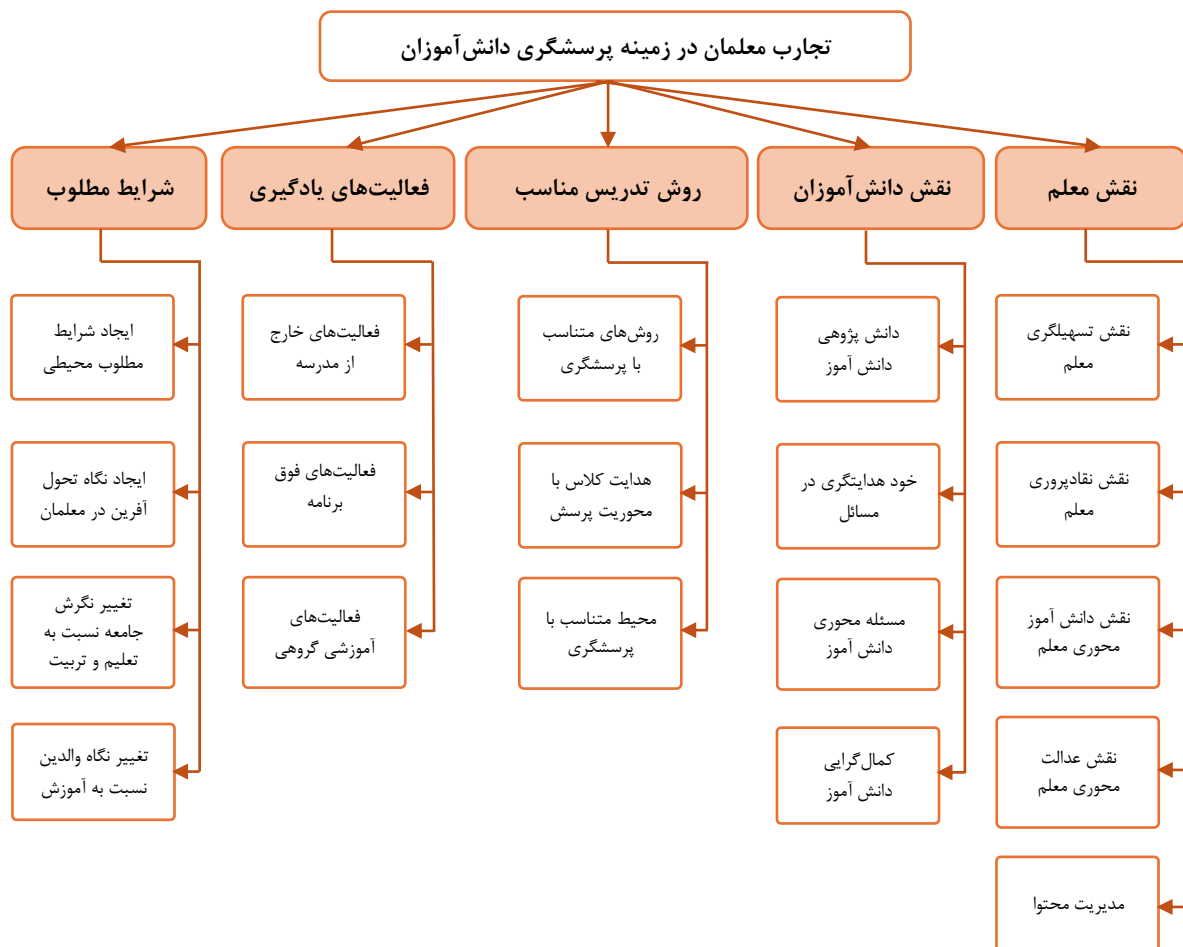 تجارب معلمان در زمینه پرسشگری دانش‌آموزان
نقش معلم
نقش تسهیلگری
معلم
نقش نقادپروری
معلم
نقش دانش آموز
محوری معلم
نقش عدالت
محوری معلم
مدیریت محتوا
نقش دانش‌آموزان
دانش پژوهی
دانش آموز
خود هدایتگری در
مسائل
مسئله محوری
دانش آموز
کمال‌گرایی
دانش آموز
روش تدریس مناسب
روش‌های متناسب
با پرسشگری
هدایت کلاس با
محوریت پرسش
محیط متناسب با
پرسشگری
فعالیت‌های یادگیری
فعالیت‌های خارج
از مدرسه
فعالیت‌های فوق
برنامه
فعالیت‌های
آموزشی گروهی
شرایط مطلوب
ایجاد شرایط
مطلوب محیطی
ایجاد نگاه تحول
آفرین در معلمان
تغییر نگرش
جامعه نسبت به
تعلیم و تربیت
تغییر نگاه والدین
نسبت به آموزش